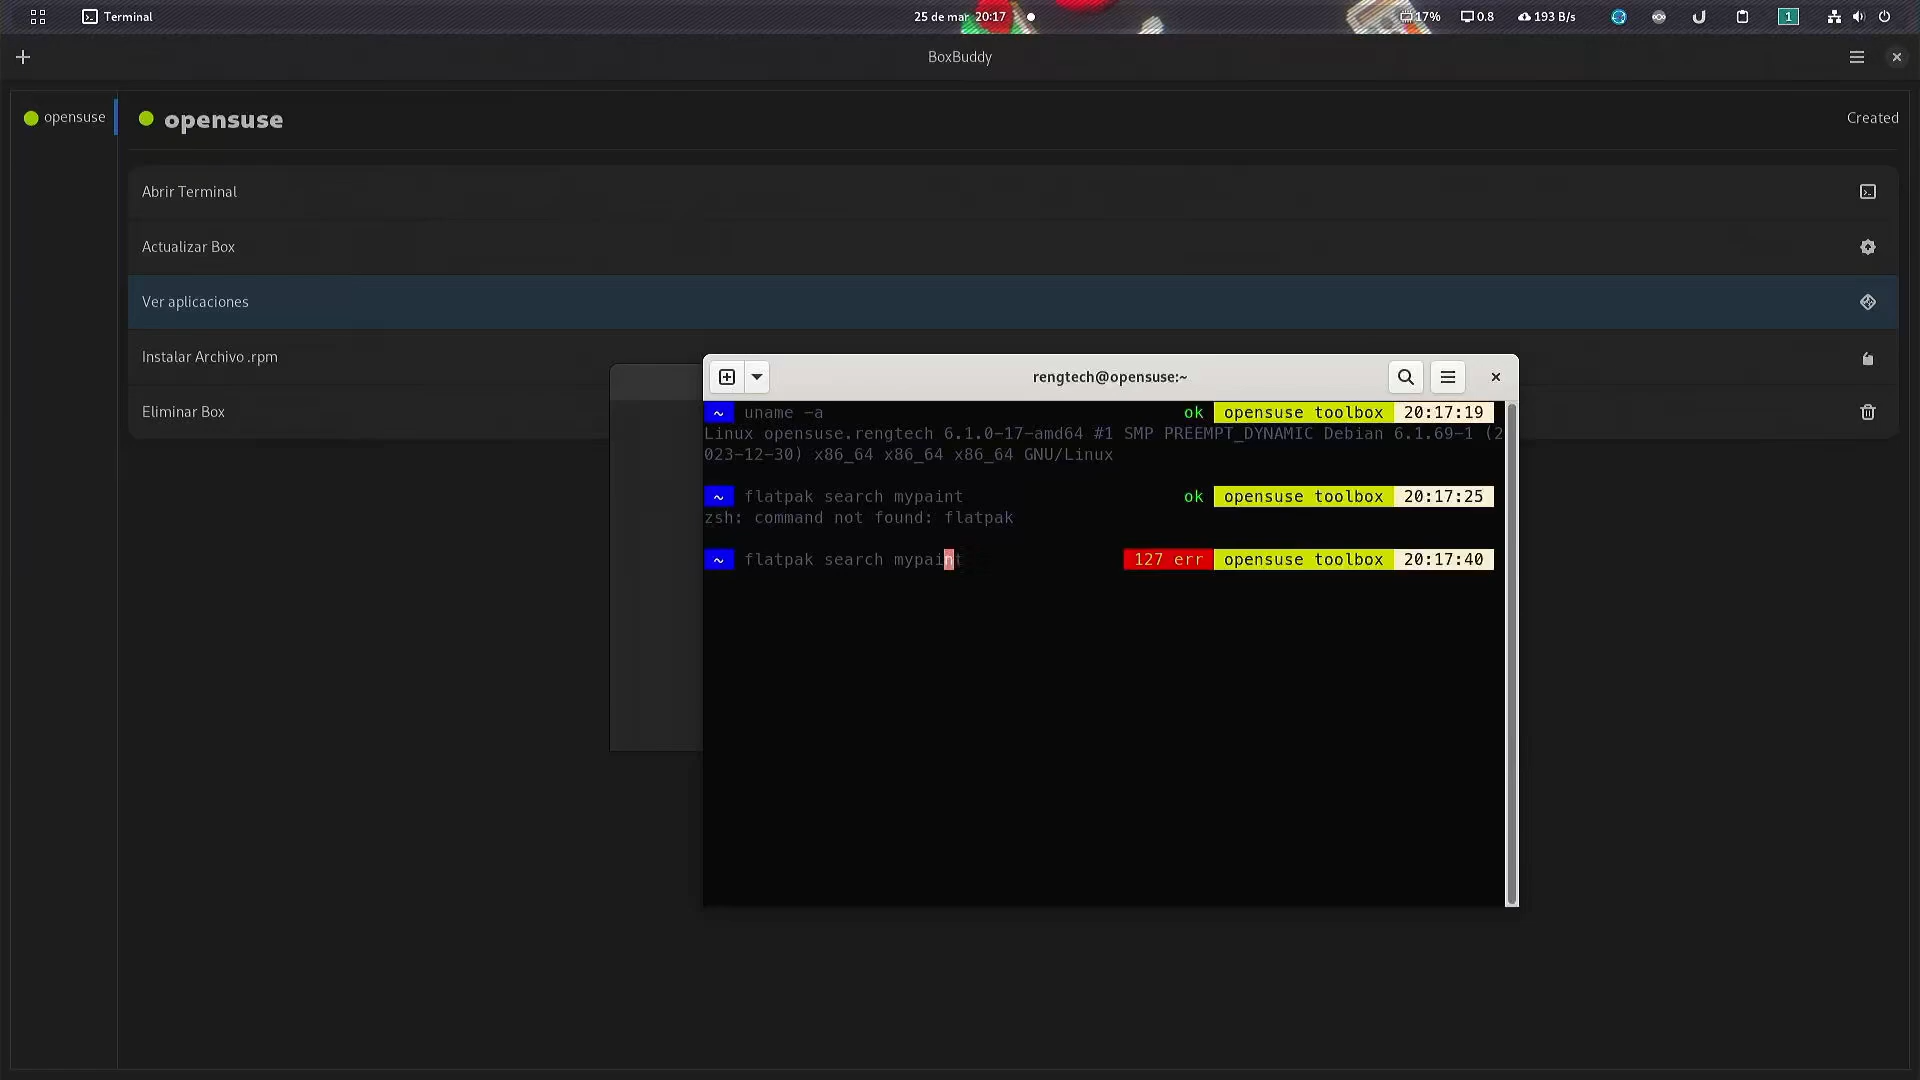 Terminal
25 de mar 20:17
17%
0.8
193 B/s
1
BoxBuddy
opensuse
opensuse
Created
Abrir Terminal
Actualizar Box
Ver aplicaciones
Instalar Archivo .rpm
Eliminar Box
rengtech@opensuse:~
~ uname -a ok opensuse toolbox 20:17:19
Linux opensuse.rengtech 6.1.0-17-amd64 #1 SMP PREEMPT_DYNAMIC Debian 6.1.69-1 (2
023-12-30) x86_64 x86_64 x86_64 GNU/Linux
~ flatpak search mypaint ok opensuse toolbox 20:17:25
zsh: command not found: flatpak
~ flatpak search mypaint 127 err opensuse toolbox 20:17:40